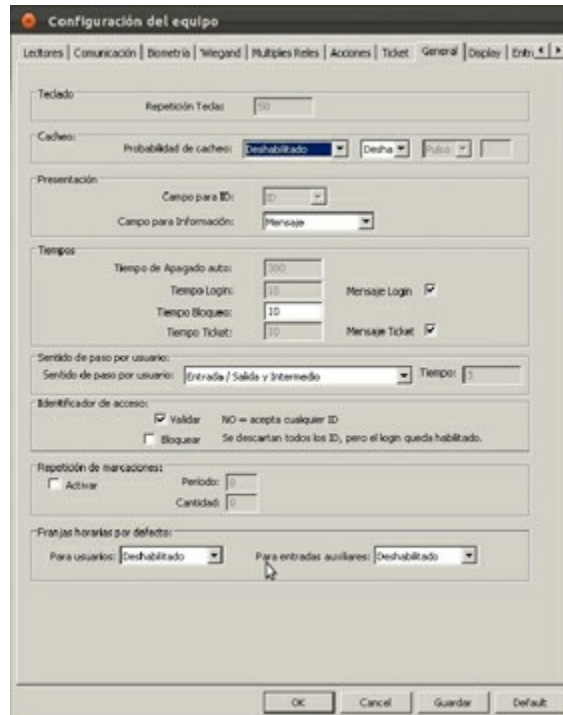 Configuración del equipo
Lectores | Comunicación | Biometría | Wiegand | Multiples Reles | Acciones | Ticket | General | Display | Entr
Teclado
Repetición Teclas: 50
Cacheo:
Probabilidad de cacheo: Deshabilitado Desha Pulso
Presentación
Campo para ID: ID
Campo para Información: Mensaje
Tiempos
Tiempo de Apagado auto: 300
Tiempo Login: 10 Mensaje Login
Tiempo Bloqueo: 10
Tiempo Ticket: 10 Mensaje Ticket
Sentido de paso por usuario:
Sentido de paso por usuario: Entrada / Salida y Intermedio Tiempo: 3
Identificador de acceso:
Validar NO = acepta cualquier ID
Bloquear Se descartan todos los ID, pero el login queda habilitado.
Repetición de marcaciones:
Activar Período: 0
Cantidad: 0
Franjas horarias por defecto:
Para usuarios: Deshabilitado Para entradas auxiliares: Deshabilitado
OK Cancel Guardar Default